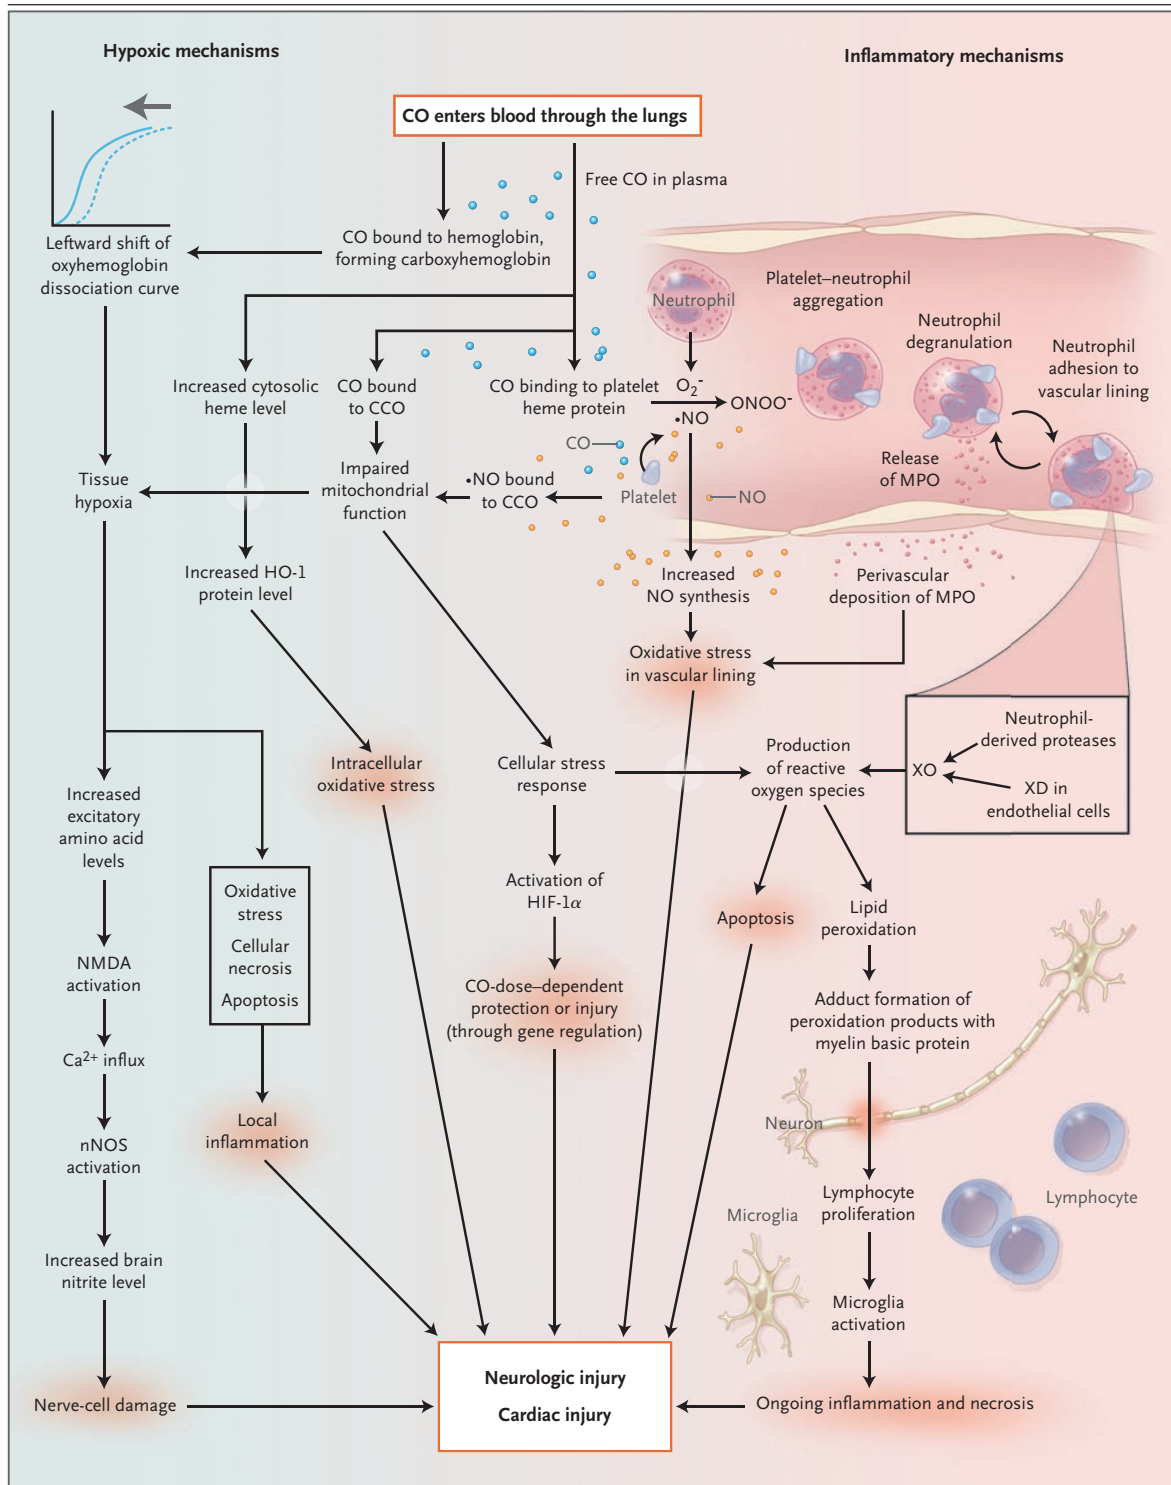 Hypoxic mechanisms
Inflammatory mechanisms
CO enters blood through the lungs
Free CO in plasma
Leftward shift of
oxyhemoglobin
dissociation curve
CO bound to hemoglobin,
forming carboxyhemoglobin
Neutrophil
Platelet–neutrophil
aggregation
Neutrophil
degranulation
Neutrophil
adhesion to
vascular lining
Increased cytosolic
heme level
CO bound
to CCO
CO binding to platelet
heme protein
O₂⁻
•NO
ONOO⁻
CO
Platelet
NO
Release
of MPO
Tissue
hypoxia
Impaired
mitochondrial
function
•NO bound
to CCO
Increased HO-1
protein level
Increased
NO synthesis
Perivascular
deposition of MPO
Oxidative stress
in vascular lining
Intracellular
oxidative stress
Cellular stress
response
Production
of reactive
oxygen species
XO
Neutrophil-
derived proteases
XD in
endothelial cells
Increased
excitatory
amino acid
levels
Oxidative
stress
Cellular
necrosis
Apoptosis
Activation of
HIF-1α
Apoptosis
Lipid
peroxidation
NMDA
activation
CO-dose–dependent
protection or injury
(through gene regulation)
Adduct formation of
peroxidation products with
myelin basic protein
Ca²⁺ influx
Local
inflammation
Neuron
nNOS
activation
Lymphocyte
proliferation
Lymphocyte
Microglia
Increased brain
nitrite level
Microglia
activation
Nerve-cell damage
Neurologic injury
Cardiac injury
Ongoing inflammation and necrosis